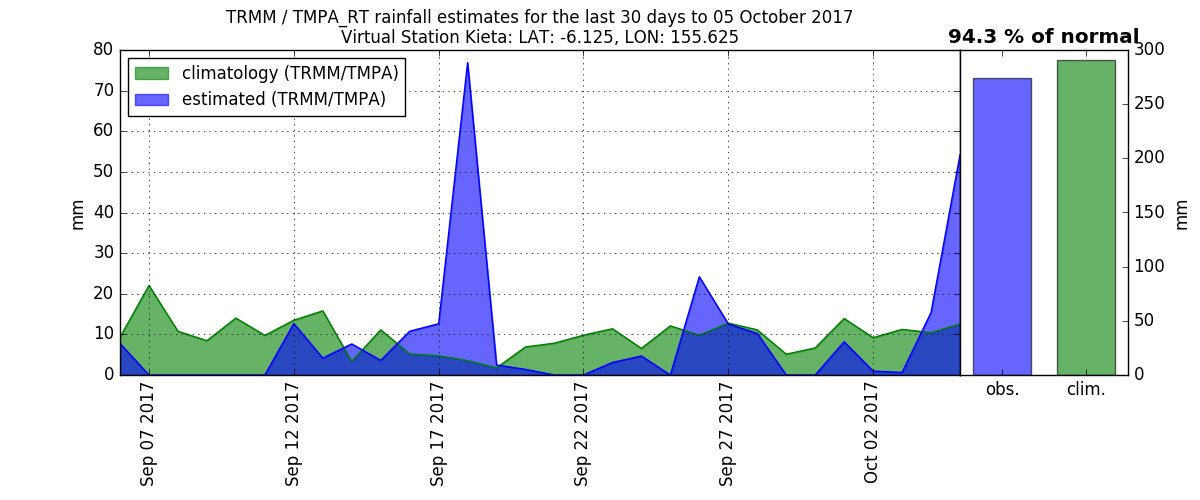 TRMM / TMPA_RT rainfall estimates for the last 30 days to 05 October 2017
Virtual Station Kieta: LAT: -6.125, LON: 155.625
94.3 % of normal
climatology (TRMM/TMPA)
estimated (TRMM/TMPA)
mm
80
70
60
50
40
30
20
10
0
Sep 07 2017
Sep 12 2017
Sep 17 2017
Sep 22 2017
Sep 27 2017
Oct 02 2017
obs.
clim.
300
250
200
150
100
50
0
mm